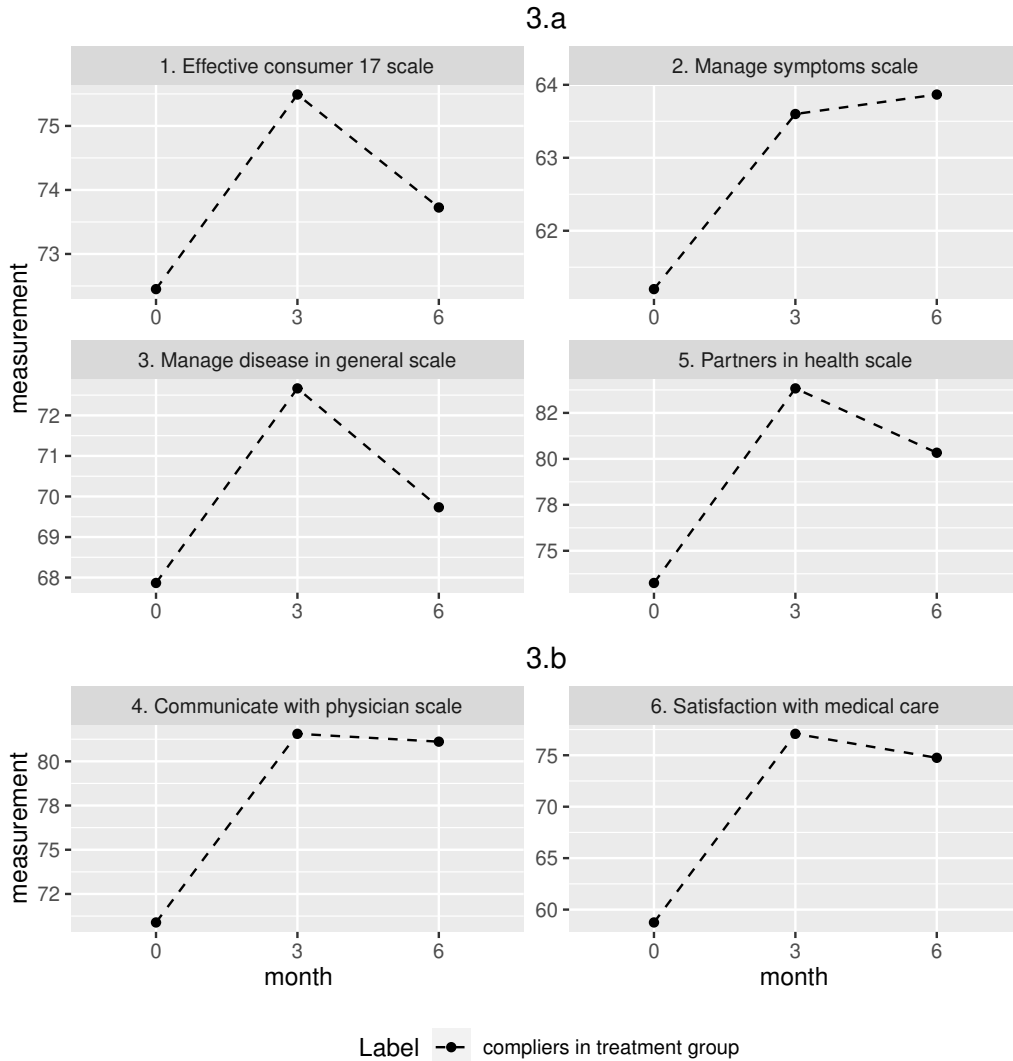 3.a
1. Effective consumer 17 scale
2. Manage symptoms scale
75
74
73
64
63
62
0 3 6
0 3 6
measurement
3. Manage disease in general scale
5. Partners in health scale
72
71
70
69
68
82
80
78
75
0 3 6
0 3 6
3.b
4. Communicate with physician scale
6. Satisfaction with medical care
measurement
80
78
75
72
75
70
65
60
0 3 6
0 3 6
month
month
Label compliers in treatment group